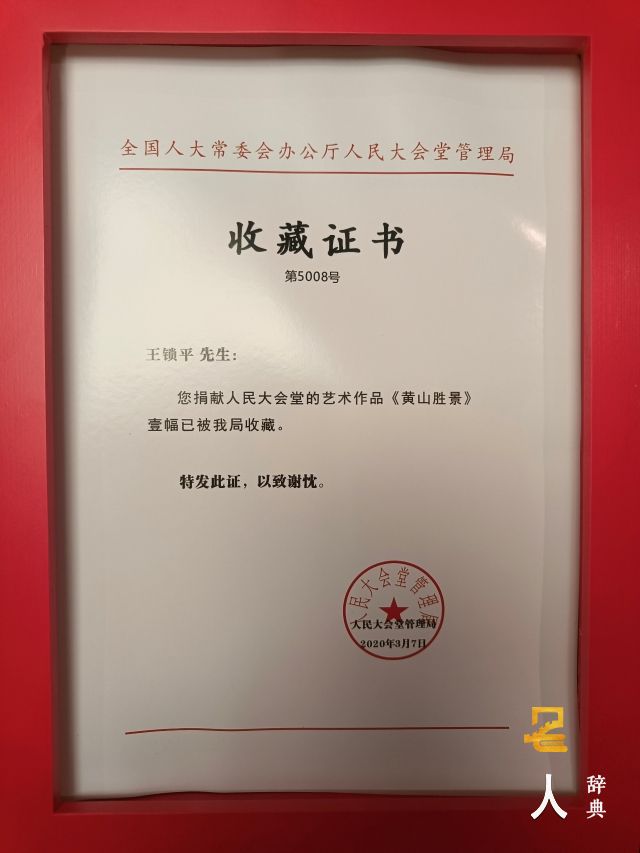 全国人大常委会办公厅人民大会堂管理局
收藏证书
第5008号
王锁平 先生：
您捐献人民大会堂的艺术作品《黄山胜景》
壹幅已被我局收藏。
特发此证，以致谢忱。
人民大会堂管理局
人民大会堂管理局
2020年3月7日
名人
辞典